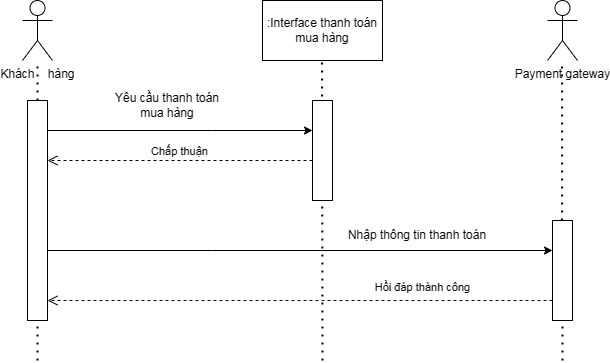 :Interface thanh toán
mua hàng
Khách hàng
Payment gateway
Yêu cầu thanh toán
mua hàng
Chấp thuận
Nhập thông tin thanh toán
Hồi đáp thành công